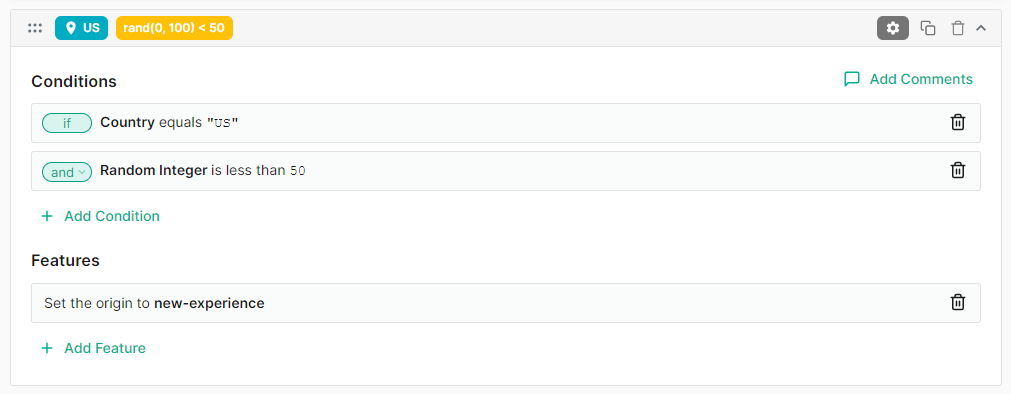 US rand(0, 100) < 50
Conditions
Add Comments
if Country equals "US"
and Random Integer is less than 50
+ Add Condition
Features
Set the origin to new-experience
+ Add Feature